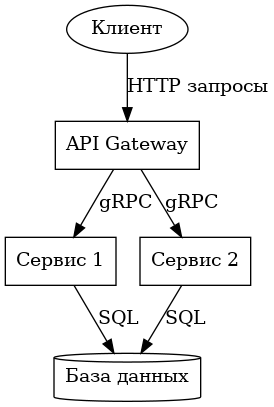 Клиент
HTTP запросы
API Gateway
gRPC
gRPC
Сервис 1
Сервис 2
SQL
SQL
База данных